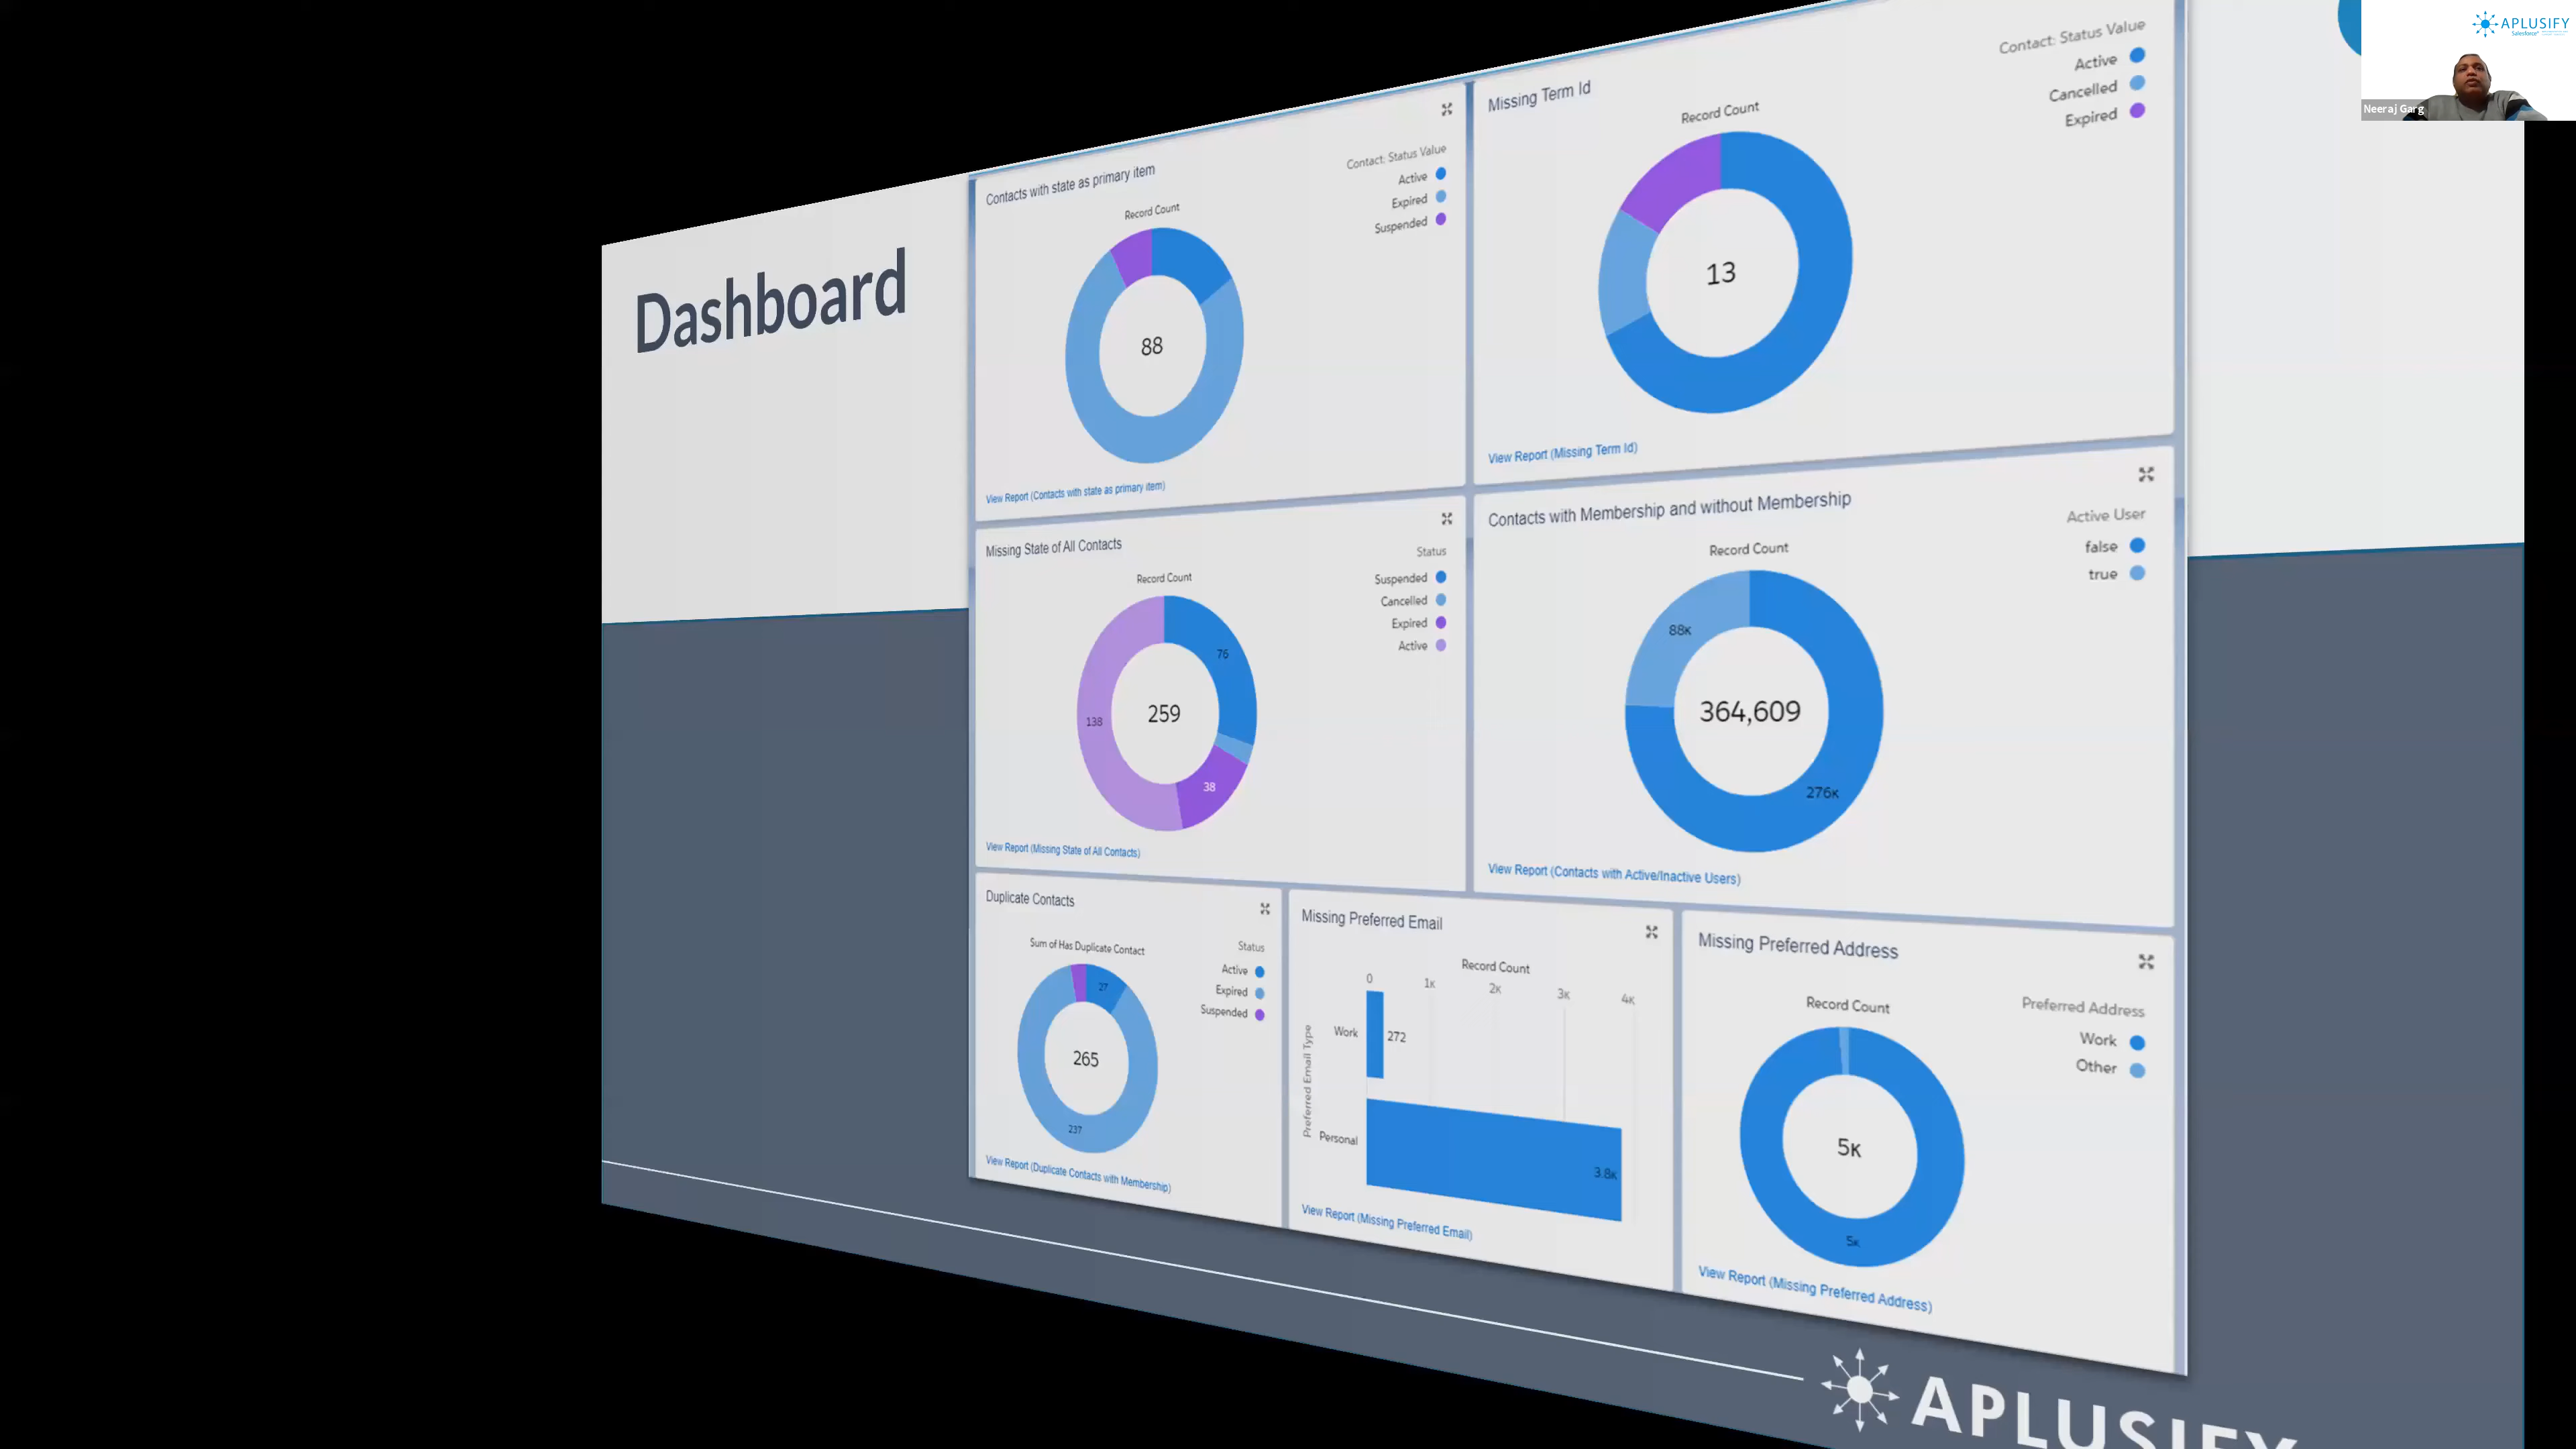 APLUSIFY
Neeraj Garg
Dashboard
Contacts with state as primary item
Record Count
Contact: Status Value
Active
Expired
Suspended
88
View Report (Contacts with state as primary item)
Missing Term Id
Record Count
Contact: Status Value
Active
Cancelled
Expired
13
View Report (Missing Term Id)
Missing State of All Contacts
Record Count
Status
Suspended
Cancelled
Expired
Active
76
138
259
38
View Report (Missing State of All Contacts)
Contacts with Membership and without Membership
Record Count
Active User
false
true
88K
364,609
276K
View Report (Contacts with Active/Inactive Users)
Duplicate Contacts
Sum of Has Duplicate Contact
Status
Active
Expired
Suspended
27
265
237
View Report (Duplicate Contacts with Membership)
Missing Preferred Email
Record Count
0 1K 2K 3K 4K
Preferred Email Type
Work
272
Personal
3.8K
View Report (Missing Preferred Email)
Missing Preferred Address
Record Count
Preferred Address
Work
Other
5K
5K
View Report (Missing Preferred Address)
APLUSIFY